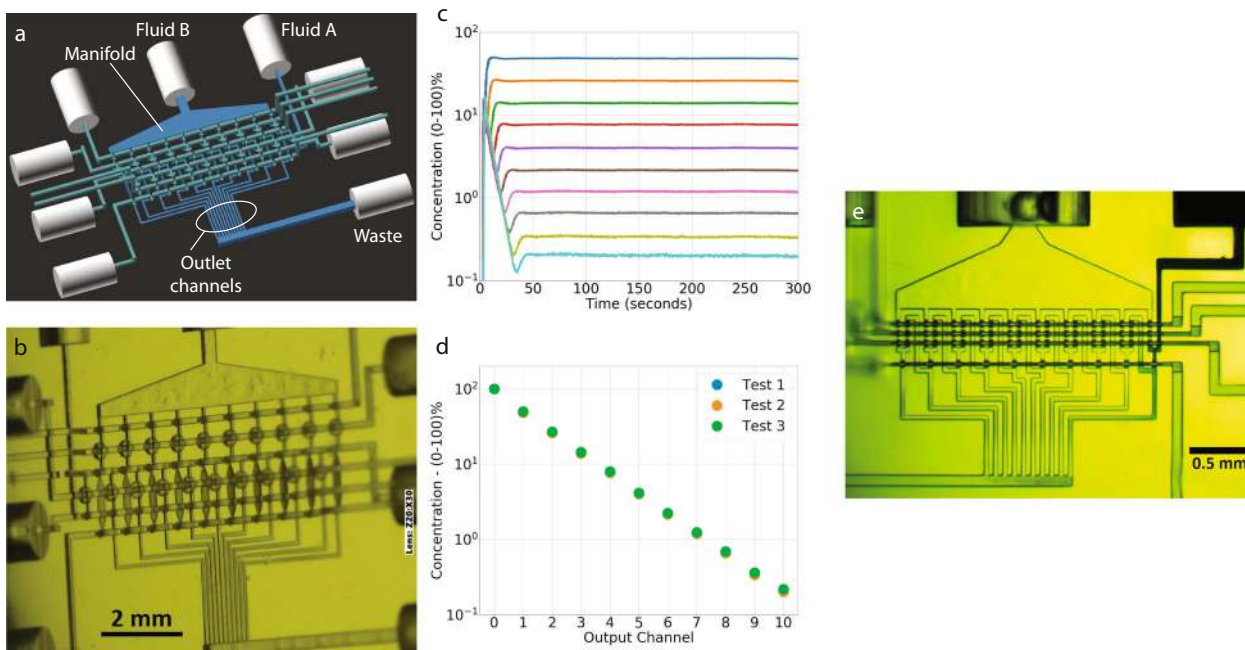 a
Fluid B
Fluid A
Manifold
Waste
Outlet
channels
b
Lens: Z20:X30
2 mm
c
Concentration (0-100)%
10²
10¹
10⁰
10⁻¹
0
50
100
150
200
250
300
Time (seconds)
d
Concentration - (0-100)%
10²
10¹
10⁰
10⁻¹
Test 1
Test 2
Test 3
0 1 2 3 4 5 6 7 8 9 10
Output Channel
e
0.5 mm